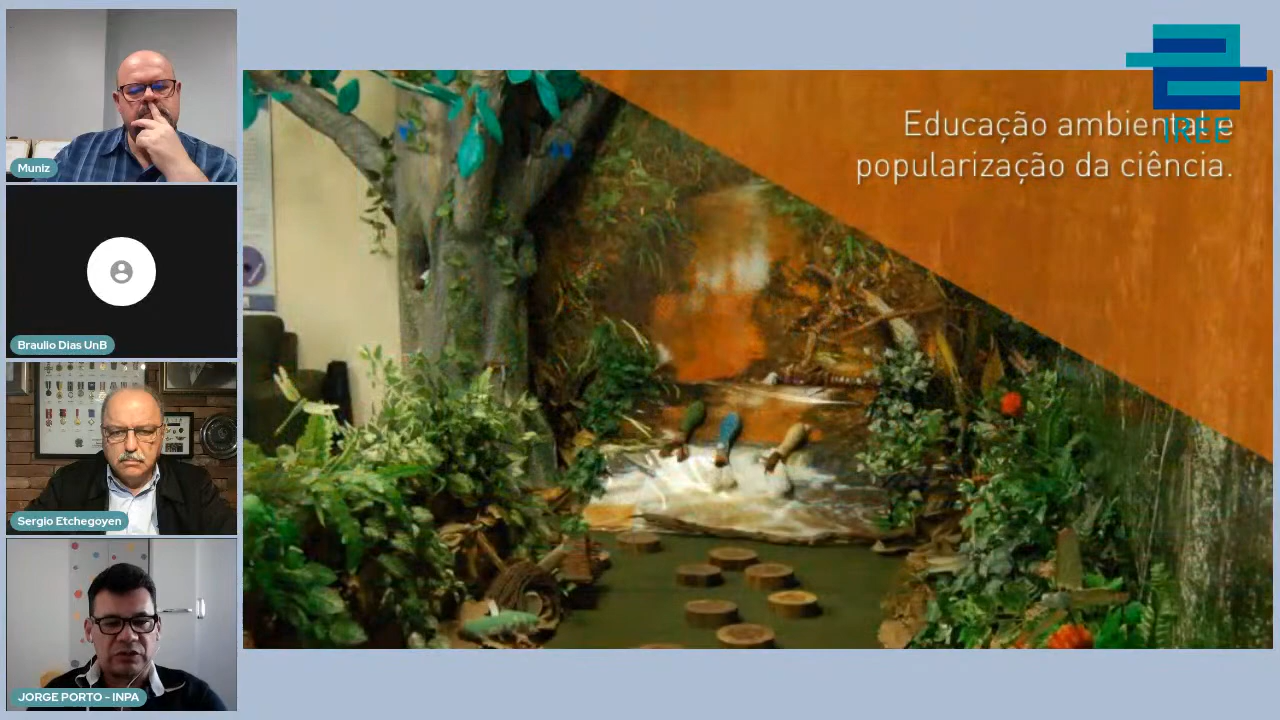 Muniz
Braulio Dias UnB
Sergio Etchegoyen
JORGE PORTO - INPA
IREE
Educação ambiental e
popularização da ciência.